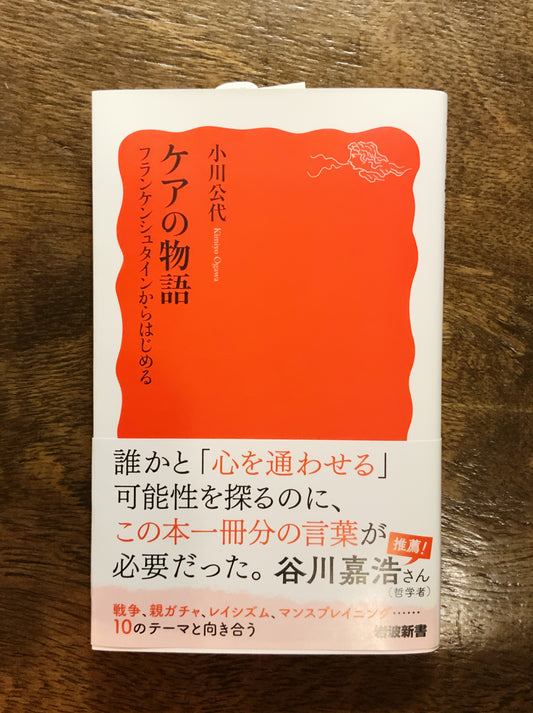 小川公代
Kimiyo Ogawa
ケアの物語
フランケンシュタインからはじめる
誰かと「心を通わせる」
可能性を探るのに、
この本一冊分の言葉が
必要だった。
推薦!
谷川嘉浩さん
(哲学者)
戦争、親ガチャ、レイシズム、マンスプレイニング……
10のテーマと向き合う
岩波新書